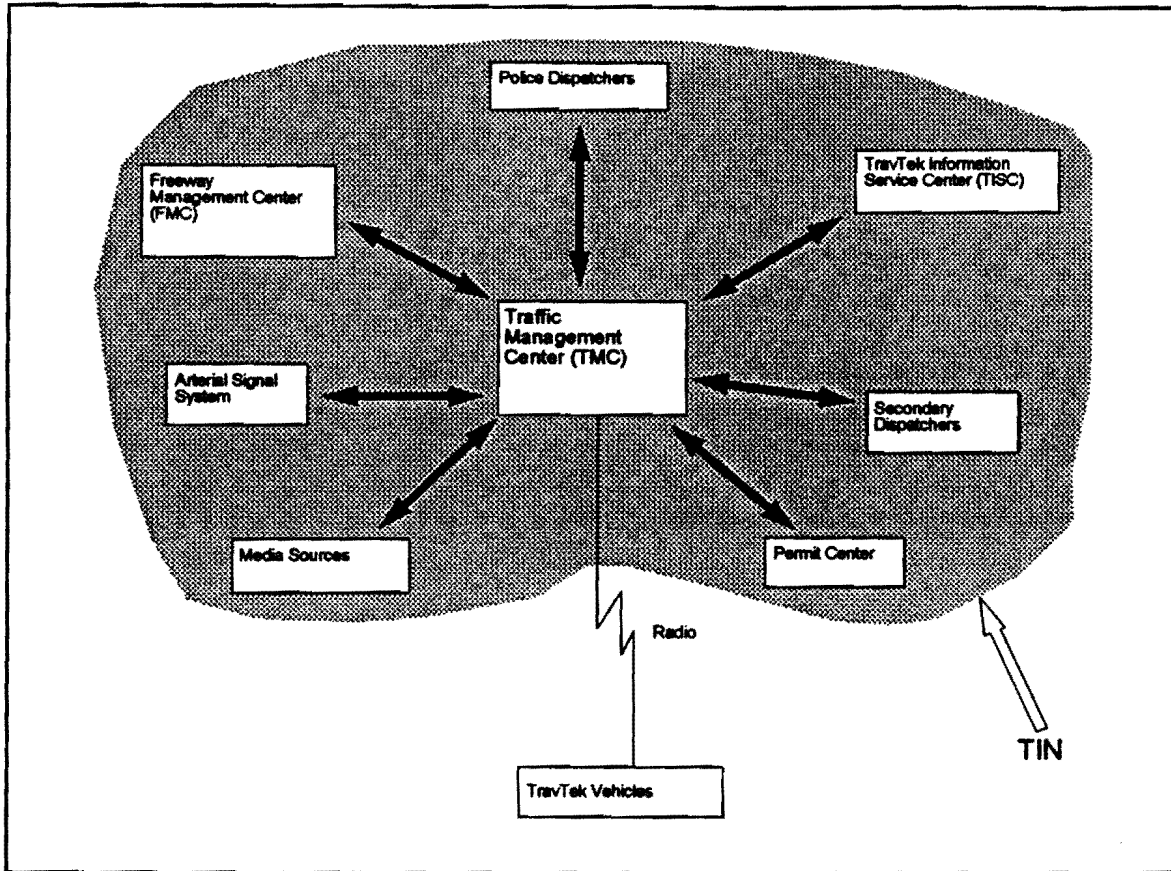 Police Dispatchers
Freeway
Management Center
(FMC)
TravTek Information
Service Center (TISC)
Traffic
Management
Center (TMC)
Arterial Signal
System
Secondary
Dispatchers
Media Sources
Permit Center
Radio
TIN
TravTek Vehicles